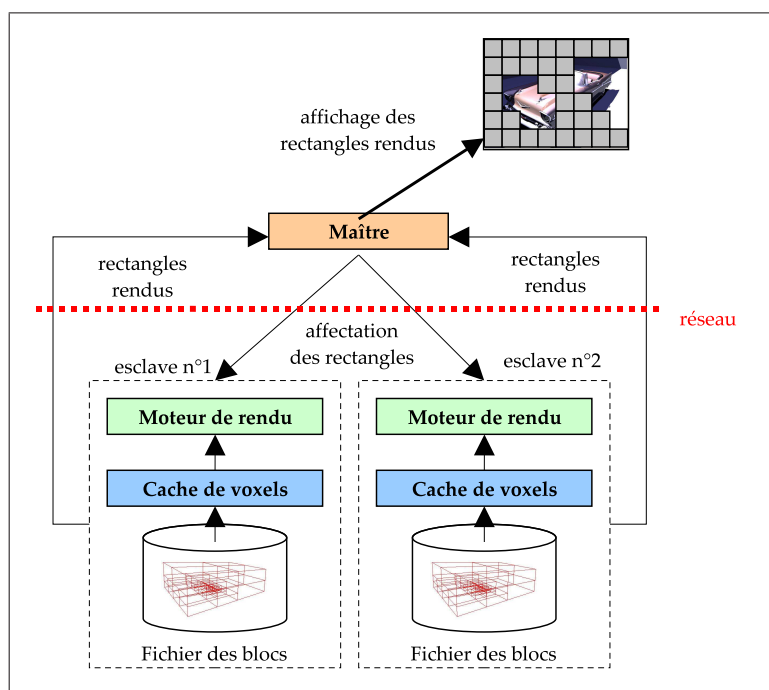 affichage des
rectangles rendus
Maître
rectangles
rendus
rectangles
rendus
réseau
affectation
des rectangles
esclave n°1
esclave n°2
Moteur de rendu
Moteur de rendu
Cache de voxels
Cache de voxels
Fichier des blocs
Fichier des blocs